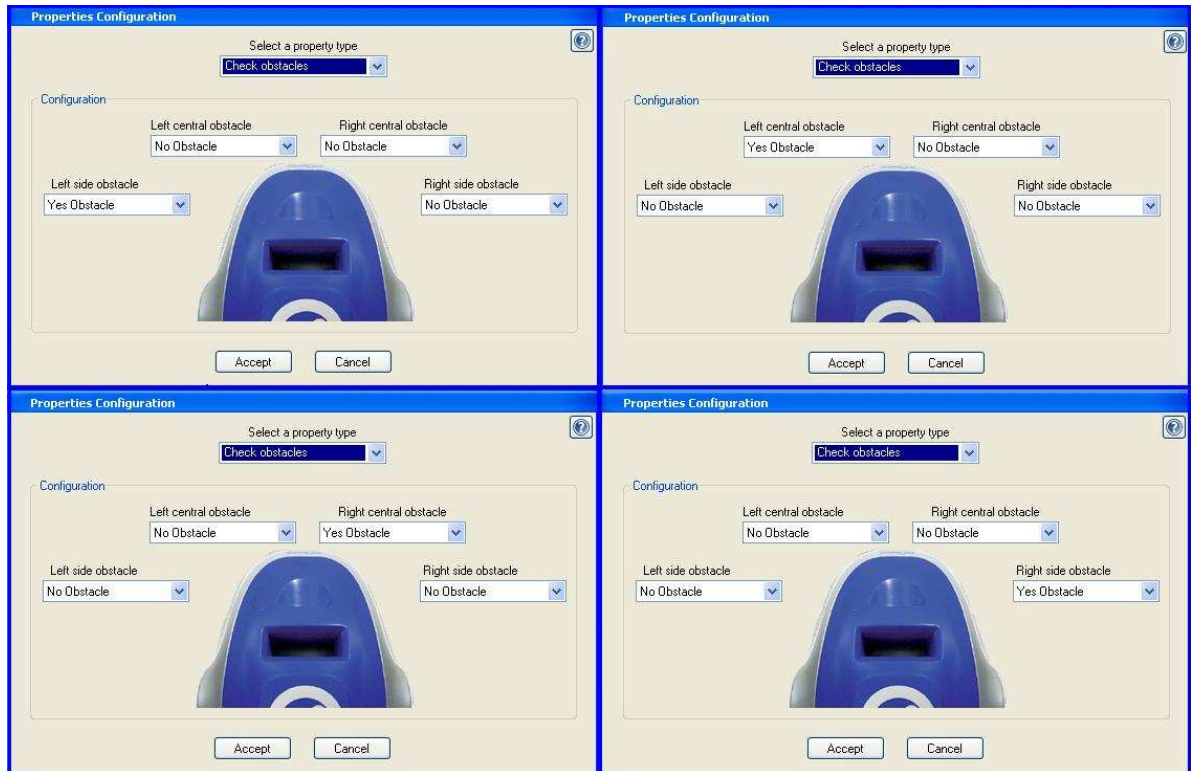 Properties Configuration
Select a property type
Check obstacles
Configuration
Left central obstacle Right central obstacle
No Obstacle No Obstacle
Left side obstacle Right side obstacle
Yes Obstacle No Obstacle
Accept Cancel
Properties Configuration
Select a property type
Check obstacles
Configuration
Left central obstacle Right central obstacle
Yes Obstacle No Obstacle
Left side obstacle Right side obstacle
No Obstacle No Obstacle
Accept Cancel
Properties Configuration
Select a property type
Check obstacles
Configuration
Left central obstacle Right central obstacle
No Obstacle Yes Obstacle
Left side obstacle Right side obstacle
No Obstacle No Obstacle
Accept Cancel
Properties Configuration
Select a property type
Check obstacles
Configuration
Left central obstacle Right central obstacle
No Obstacle No Obstacle
Left side obstacle Right side obstacle
No Obstacle Yes Obstacle
Accept Cancel